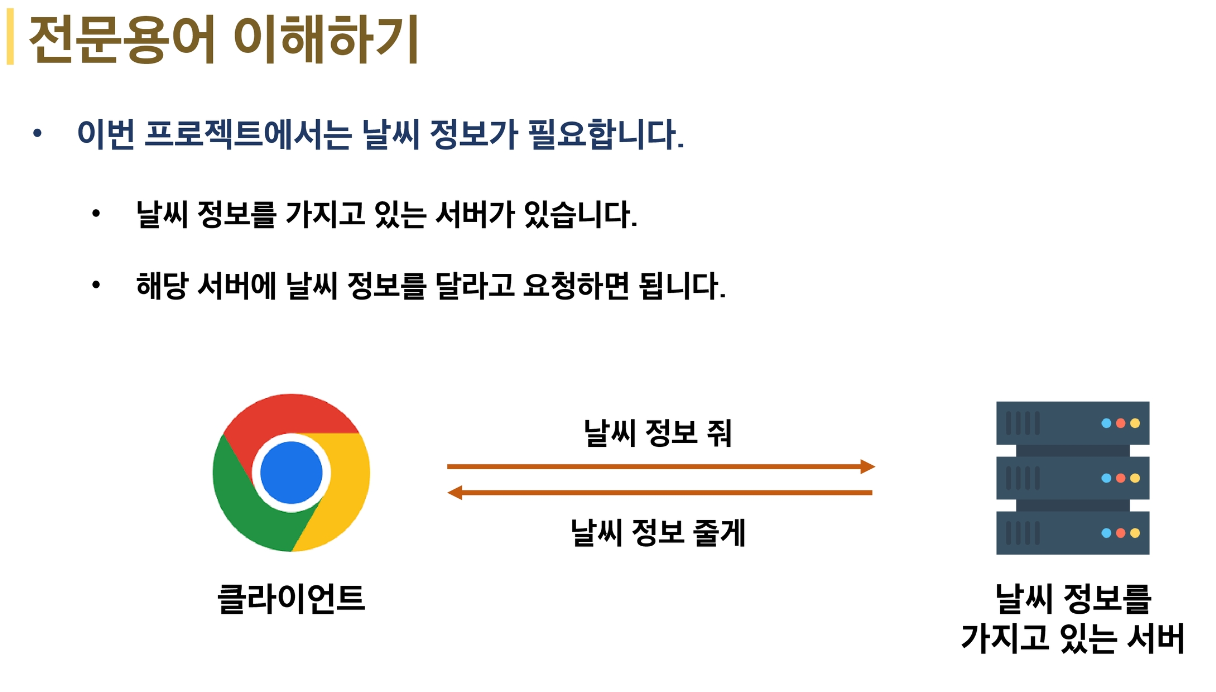 전문용어 이해하기
• 이번 프로젝트에서는 날씨 정보가 필요합니다.
• 날씨 정보를 가지고 있는 서버가 있습니다.
• 해당 서버에 날씨 정보를 달라고 요청하면 됩니다.
날씨 정보 줘
날씨 정보 줄게
클라이언트
날씨 정보를
가지고 있는 서버